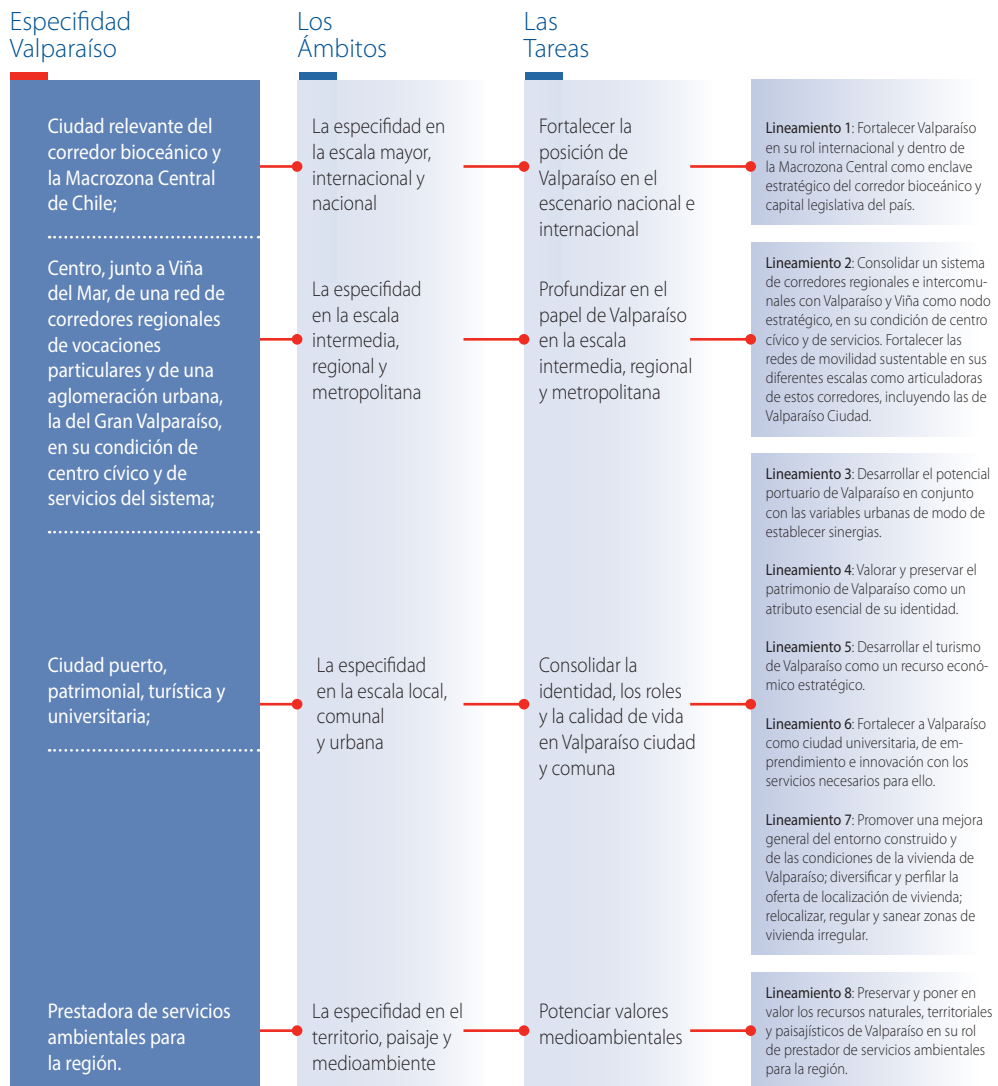 Especifidad
Valparaíso
Los
Ámbitos
Las
Tareas
Ciudad relevante del
corredor bioceánico y
la Macrozona Central
de Chile;
La especifidad en
la escala mayor,
internacional y
nacional
Fortalecer la
posición de
Valparaíso en el
escenario nacional e
internacional
Lineamiento 1: Fortalecer Valparaíso
en su rol internacional y dentro de
la Macrozona Central como enclave
estratégico del corredor bioceánico y
capital legislativa del país.
Centro, junto a Viña
del Mar, de una red de
corredores regionales
de vocaciones
particulares y de una
aglomeración urbana,
la del Gran Valparaíso,
en su condición de
centro cívico y de
servicios del sistema;
La especifidad
en la escala
intermedia,
regional y
metropolitana
Profundizar en el
papel de Valparaíso
en la escala
intermedia, regional
y metropolitana
Lineamiento 2: Consolidar un sistema
de corredores regionales e intercomu-
nales con Valparaíso y Viña como nodo
estratégico, en su condición de centro
cívico y de servicios. Fortalecer las
redes de movilidad sustentable en sus
diferentes escalas como articuladoras
de estos corredores, incluyendo las de
Valparaíso Ciudad.
Ciudad puerto,
patrimonial, turística y
universitaria;
La especifidad
en la escala local,
comunal
y urbana
Consolidar la
identidad, los roles
y la calidad de vida
en Valparaíso ciudad
y comuna
Lineamiento 3: Desarrollar el potencial
portuario de Valparaíso en conjunto
con las variables urbanas de modo de
establecer sinergias.
Lineamiento 4: Valorar y preservar el
patrimonio de Valparaíso como un
atributo esencial de su identidad.
Lineamiento 5: Desarrollar el turismo
de Valparaíso como un recurso econó-
mico estratégico.
Lineamiento 6: Fortalecer a Valparaíso
como ciudad universitaria, de em-
prendimiento e innovación con los
servicios necesarios para ello.
Lineamiento 7: Promover una mejora
general del entorno construido y
de las condiciones de la vivienda de
Valparaíso; diversificar y perfilar la
oferta de localización de vivienda;
relocalizar, regular y sanear zonas de
vivienda irregular.
Prestadora de servicios
ambientales para
la región.
La especifidad en el
territorio, paisaje y
medioambiente
Potenciar valores
medioambientales
Lineamiento 8: Preservar y poner en
valor los recursos naturales, territoriales
y paisajísticos de Valparaíso en su rol
de prestador de servicios ambientales
para la región.